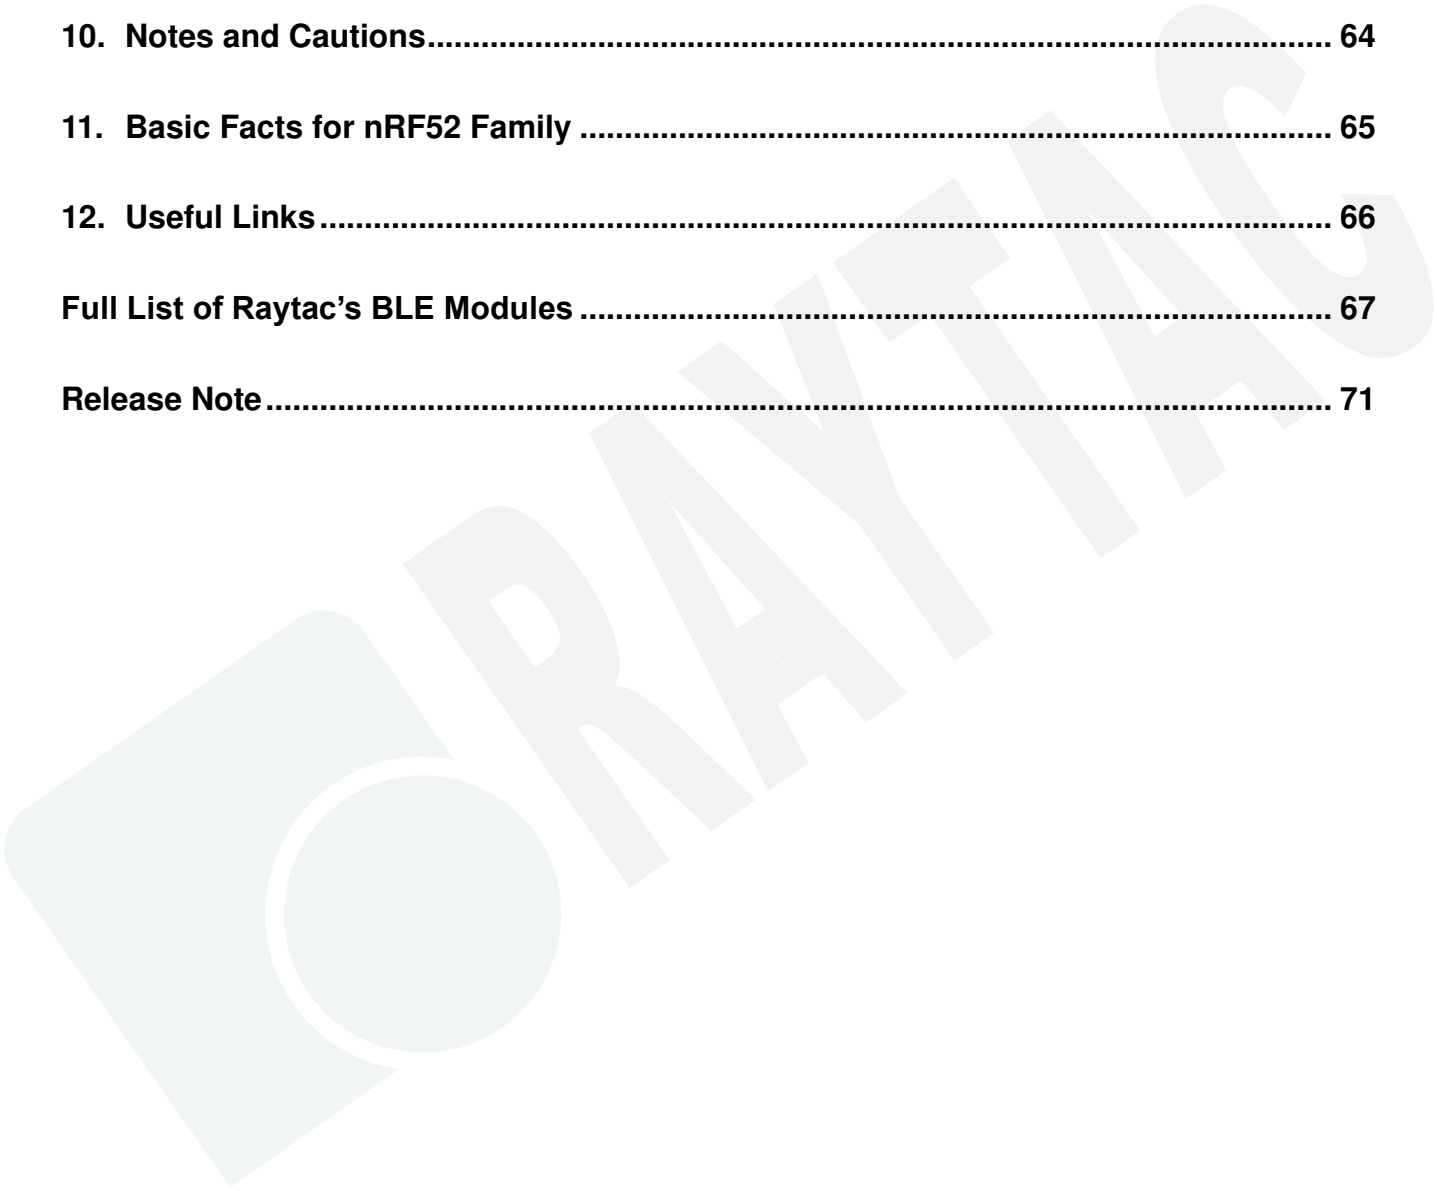 10. Notes and Cautions........................................................................................................ 64
11. Basic Facts for nRF52 Family ...................................................................................... 65
12. Useful Links.................................................................................................................... 66
Full List of Raytac’s BLE Modules ...................................................................................... 67
Release Note.......................................................................................................................... 71
RAYTAC